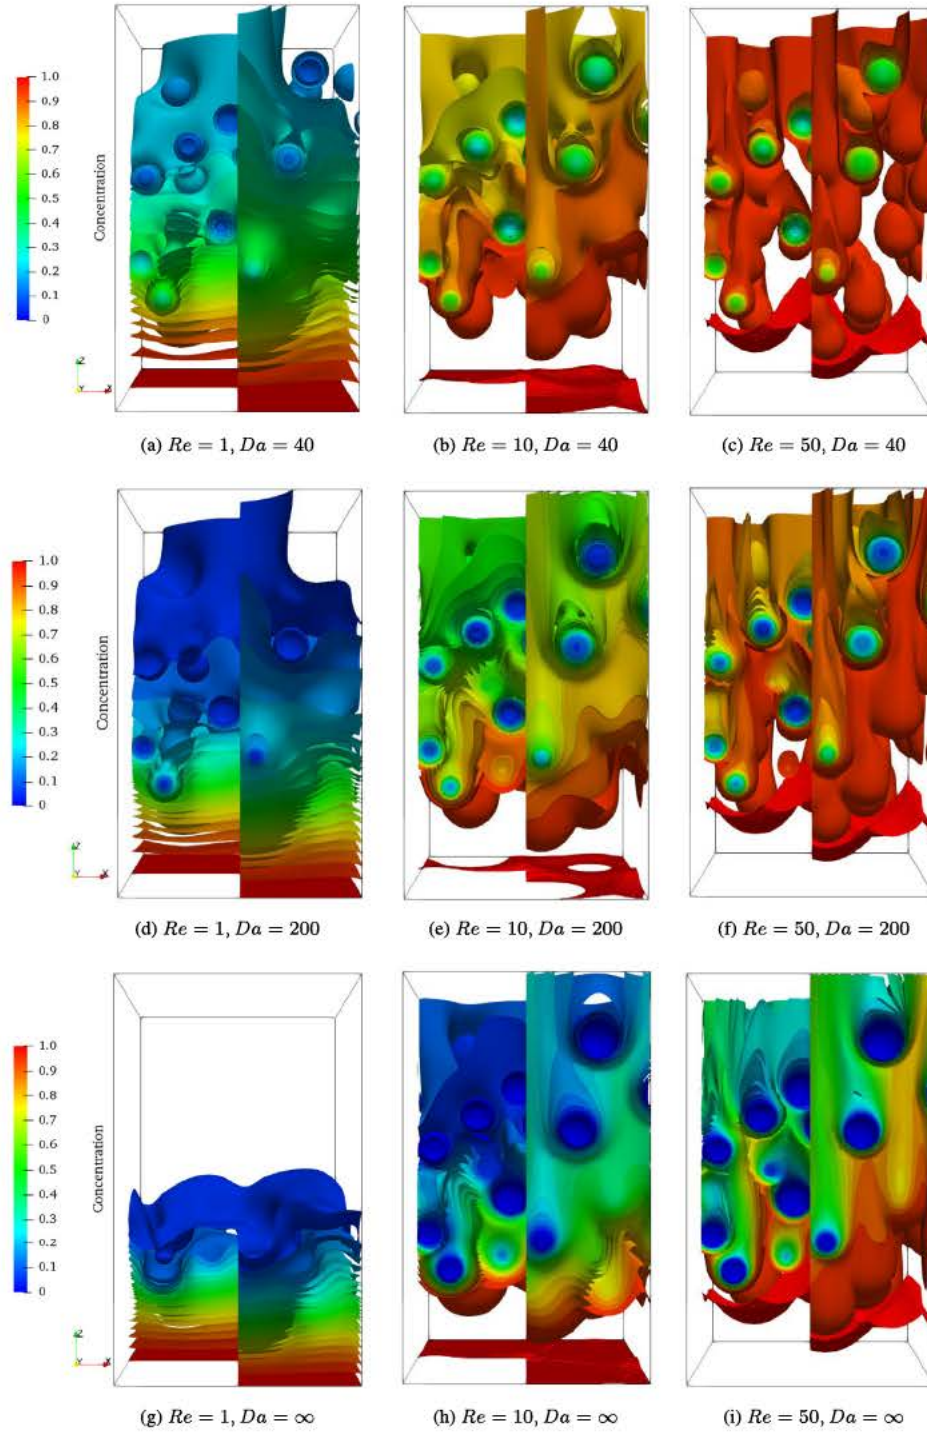 1.0
0.9
0.8
0.7
0.6
0.5
0.4
0.3
0.2
0.1
0
Concentration
Z
Y
X
(a) Re = 1, Da = 40
(b) Re = 10, Da = 40
(c) Re = 50, Da = 40
1.0
0.9
0.8
0.7
0.6
0.5
0.4
0.3
0.2
0.1
0
Concentration
Z
Y
X
(d) Re = 1, Da = 200
(e) Re = 10, Da = 200
(f) Re = 50, Da = 200
1.0
0.9
0.8
0.7
0.6
0.5
0.4
0.3
0.2
0.1
0
Concentration
Z
Y
X
(g) Re = 1, Da = ∞
(h) Re = 10, Da = ∞
(i) Re = 50, Da = ∞